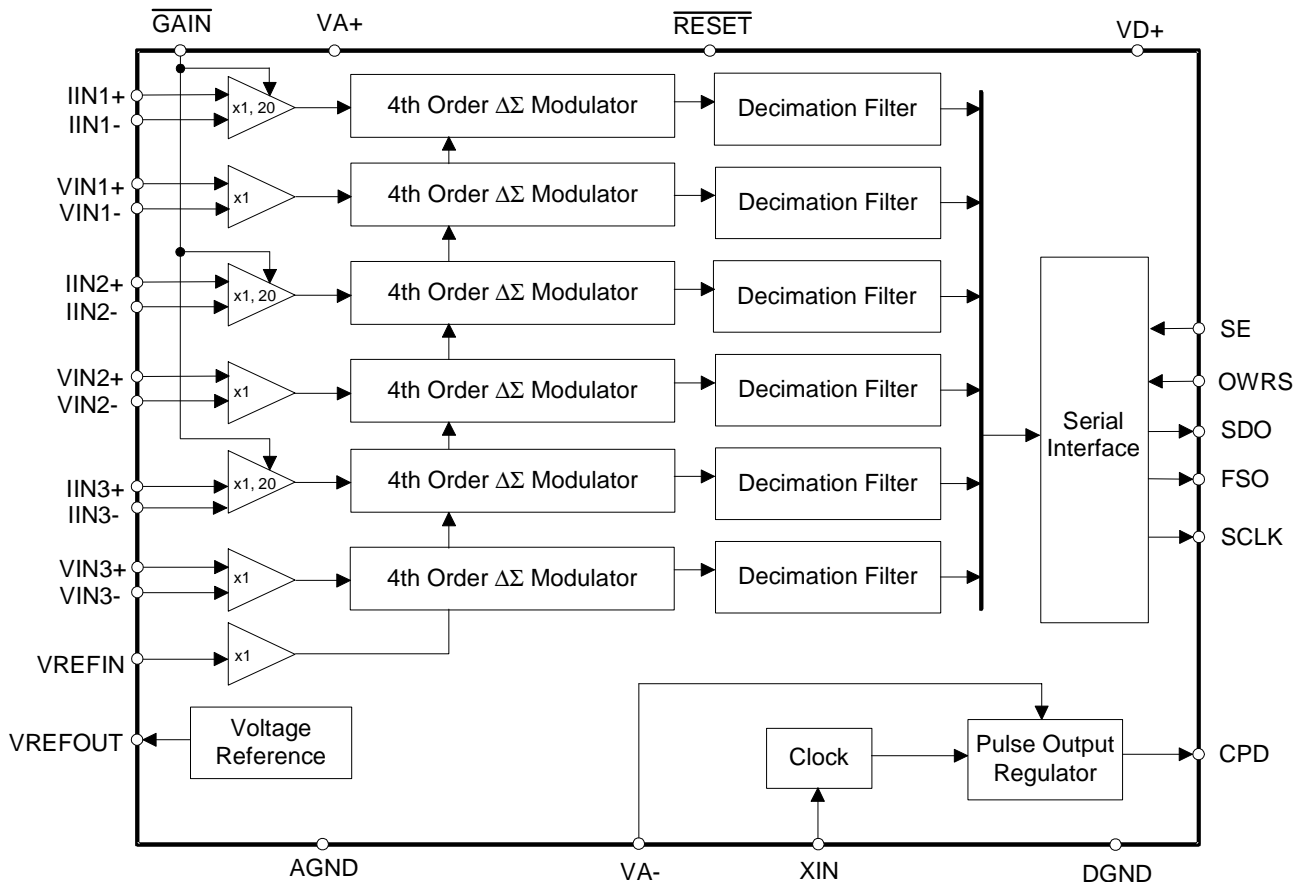 GAIN
VA+
RESET
VD+
IIN1+
IIN1-
x1, 20
4th Order ΔΣ Modulator
Decimation Filter
VIN1+
VIN1-
x1
4th Order ΔΣ Modulator
Decimation Filter
IIN2+
IIN2-
x1, 20
4th Order ΔΣ Modulator
Decimation Filter
VIN2+
VIN2-
x1
4th Order ΔΣ Modulator
Decimation Filter
IIN3+
IIN3-
x1, 20
4th Order ΔΣ Modulator
Decimation Filter
VIN3+
VIN3-
x1
4th Order ΔΣ Modulator
Decimation Filter
Serial
Interface
SE
OWRS
SDO
FSO
SCLK
VREFIN
x1
VREFOUT
Voltage
Reference
Clock
Pulse Output
Regulator
CPD
AGND
VA-
XIN
DGND